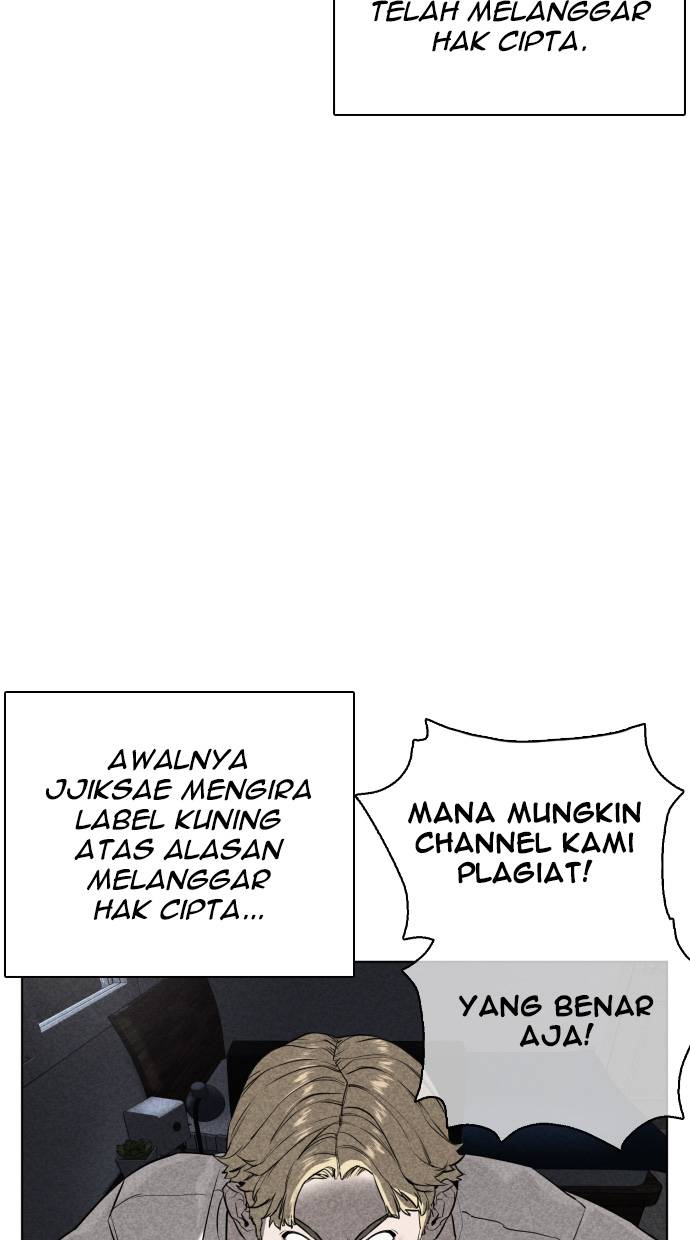 TELAH MELANGGAR
HAK CIPTA.
AWALNYA
JJIKSAE MENGIRA
LABEL KUNING
ATAS ALASAN
MELANGGAR
HAK CIPTA...
MANA MUNGKIN
CHANNEL KAMI
PLAGIAT!
YANG BENAR
AJA!